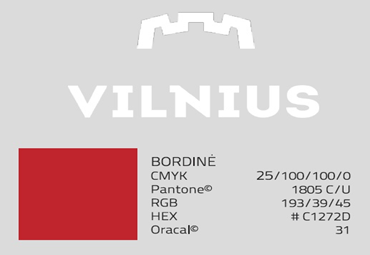 VILNIUS
BORDINĖ
CMYK 25/100/100/0
Pantone© 1805 C/U
RGB 193/39/45
HEX # C1272D
Oracal© 31